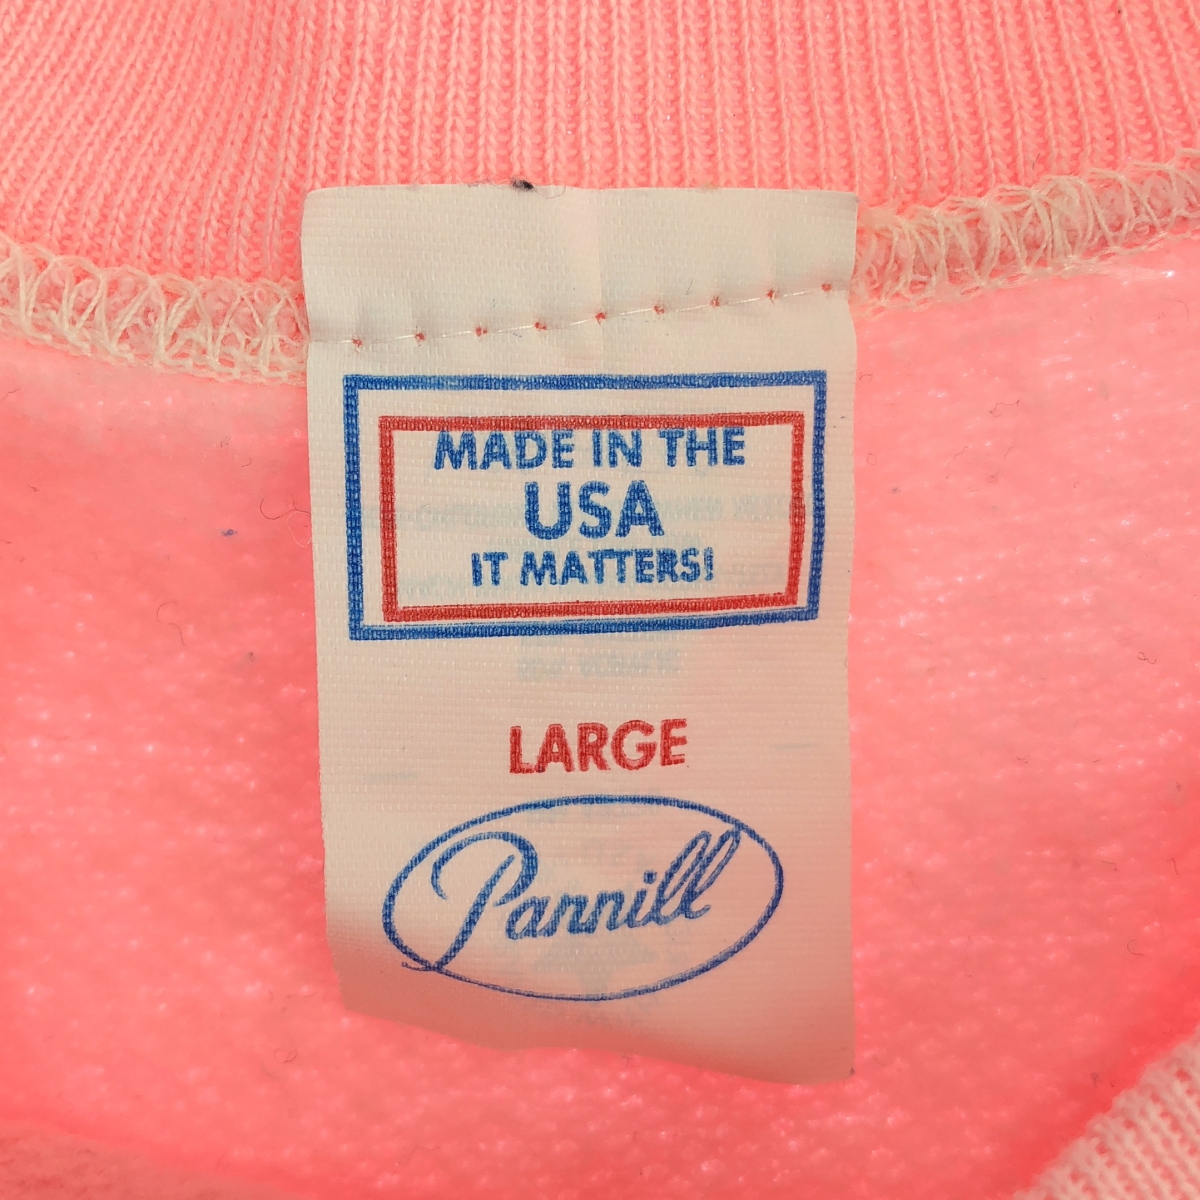 MADE IN THE
USA
IT MATTERS!
LARGE
Pannill